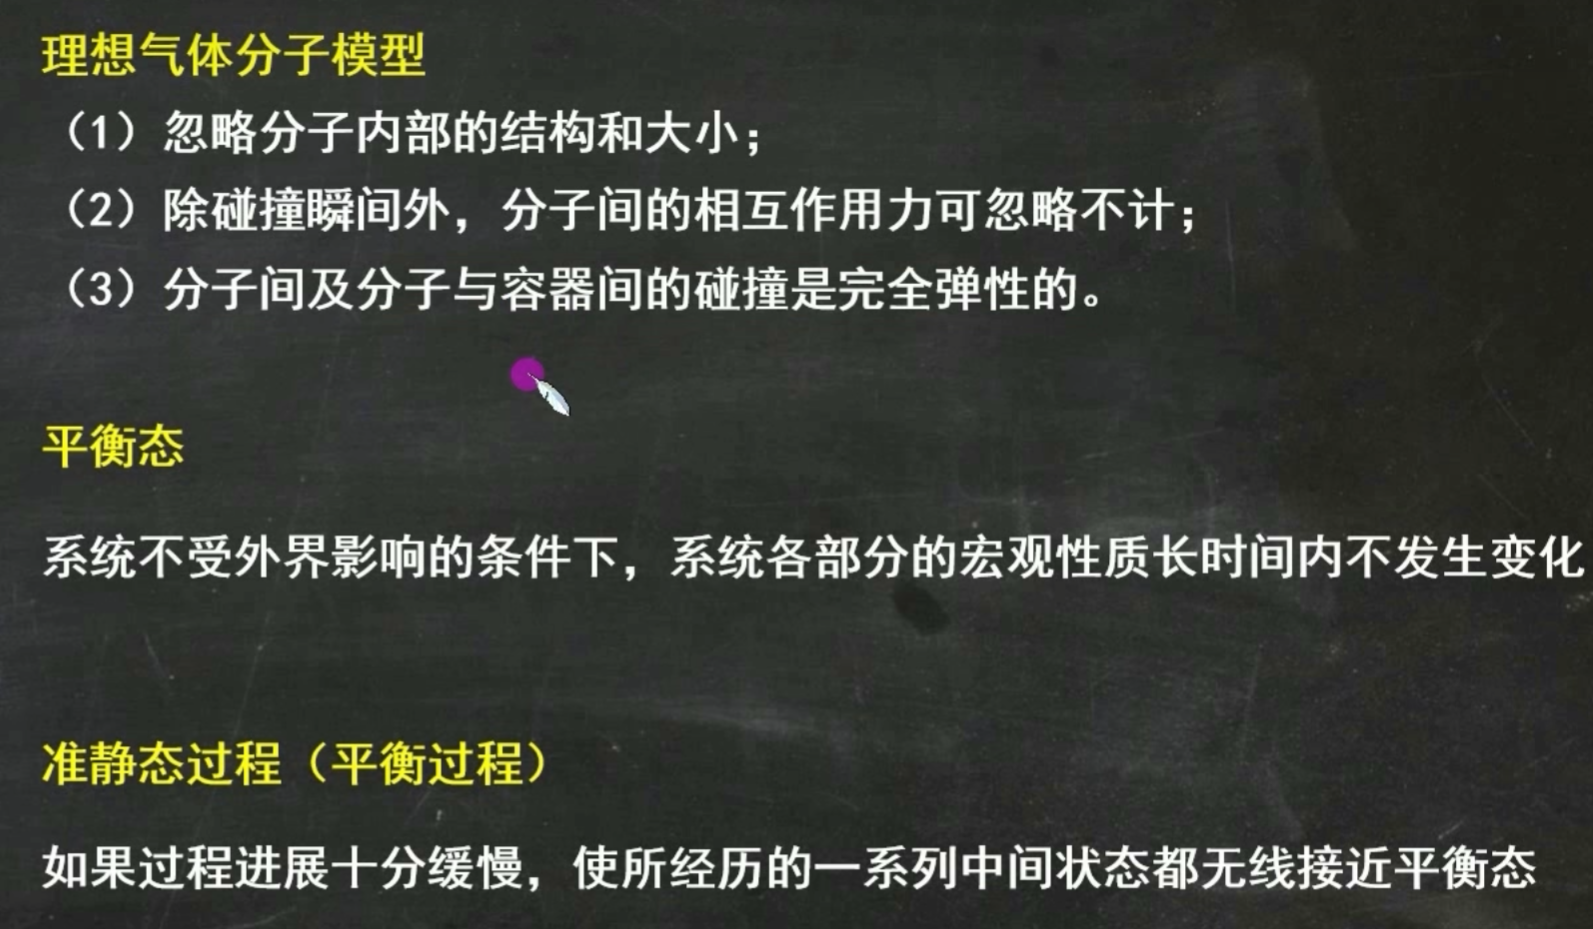 理想气体分子模型
（1）忽略分子内部的结构和大小；
（2）除碰撞瞬间外，分子间的相互作用力可忽略不计；
（3）分子间及分子与容器间的碰撞是完全弹性的。
平衡态
系统不受外界影响的条件下，系统各部分的宏观性质长时间内不发生变化
准静态过程（平衡过程）
如果过程进展十分缓慢，使所经历的一系列中间状态都无线接近平衡态